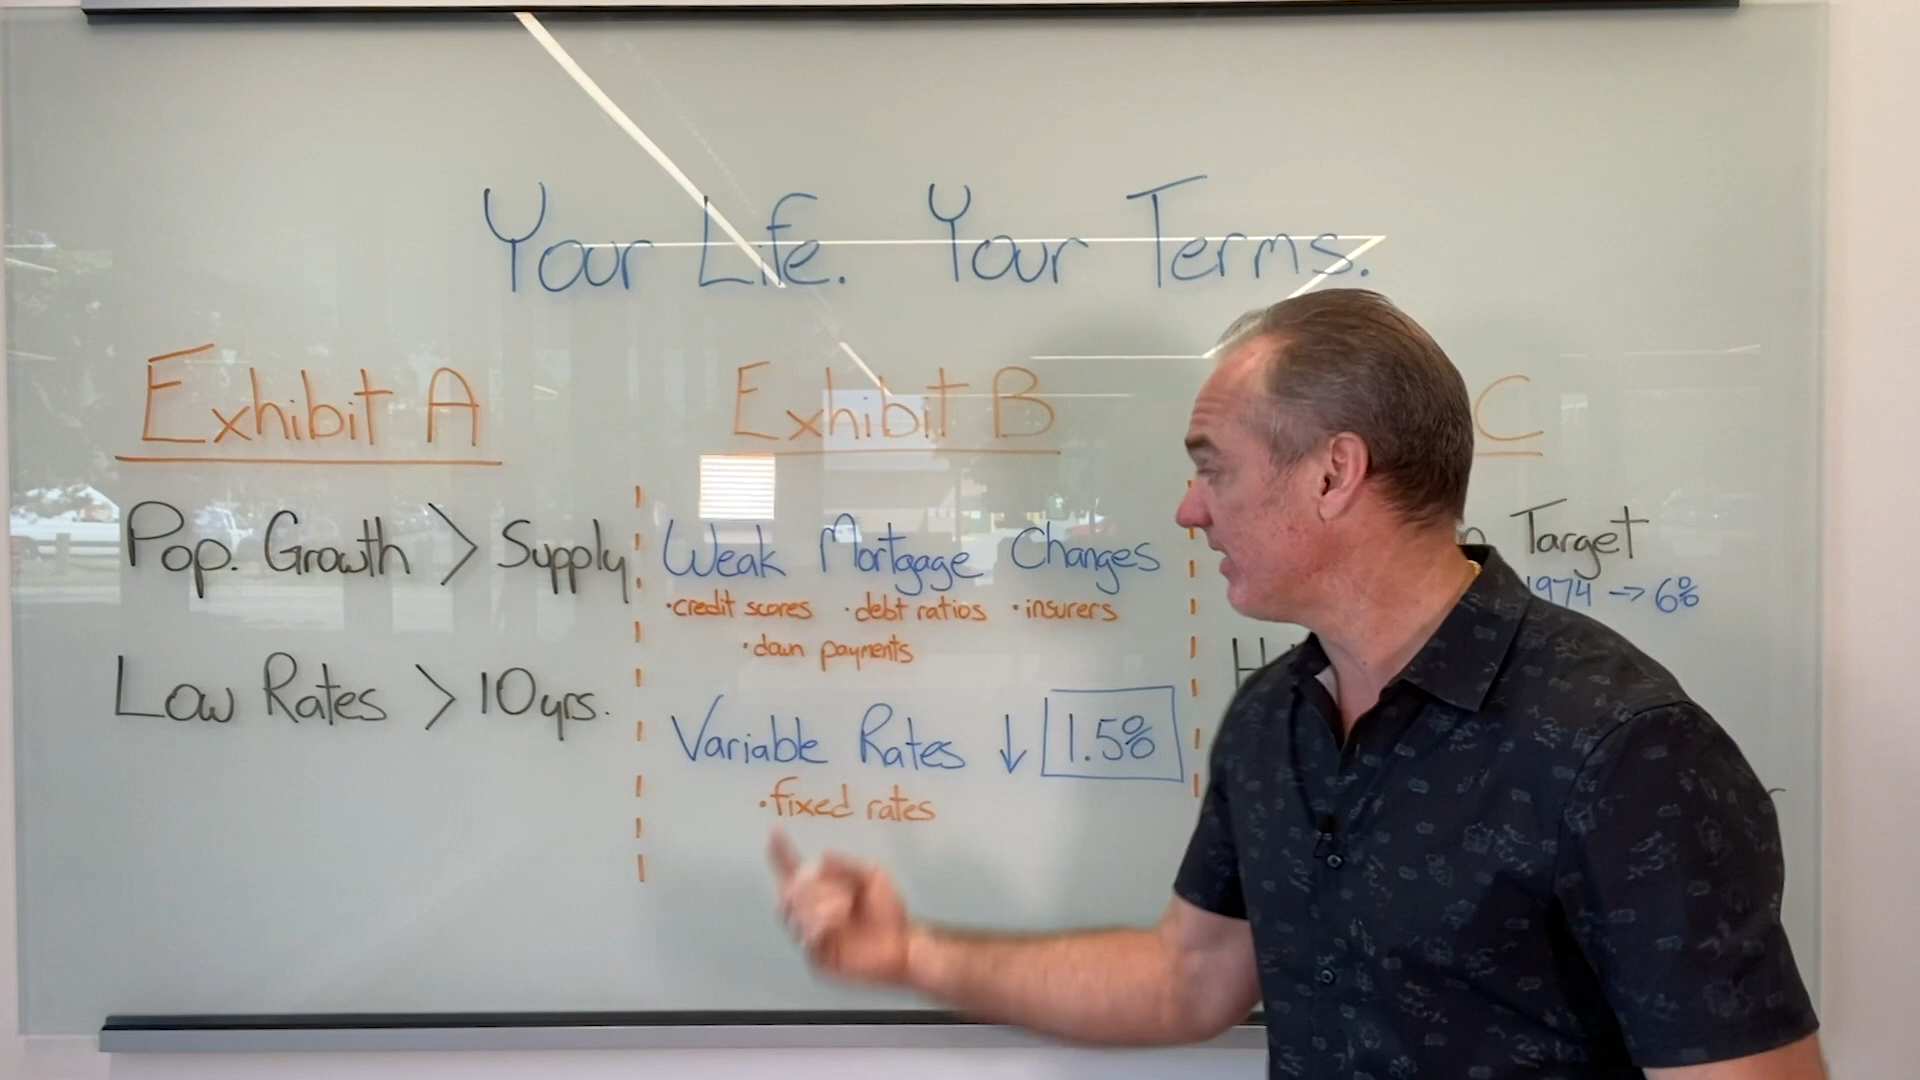 Your Life. Your Terms.
Exhibit A
Pop. Growth > Supply
Low Rates > 10yrs.
Exhibit B
Weak Mortgage Changes
·credit scores ·debt ratios ·insurers
·down payments
Variable Rates ↓ 1.5%
·fixed rates
C
Target
1974 → 6%